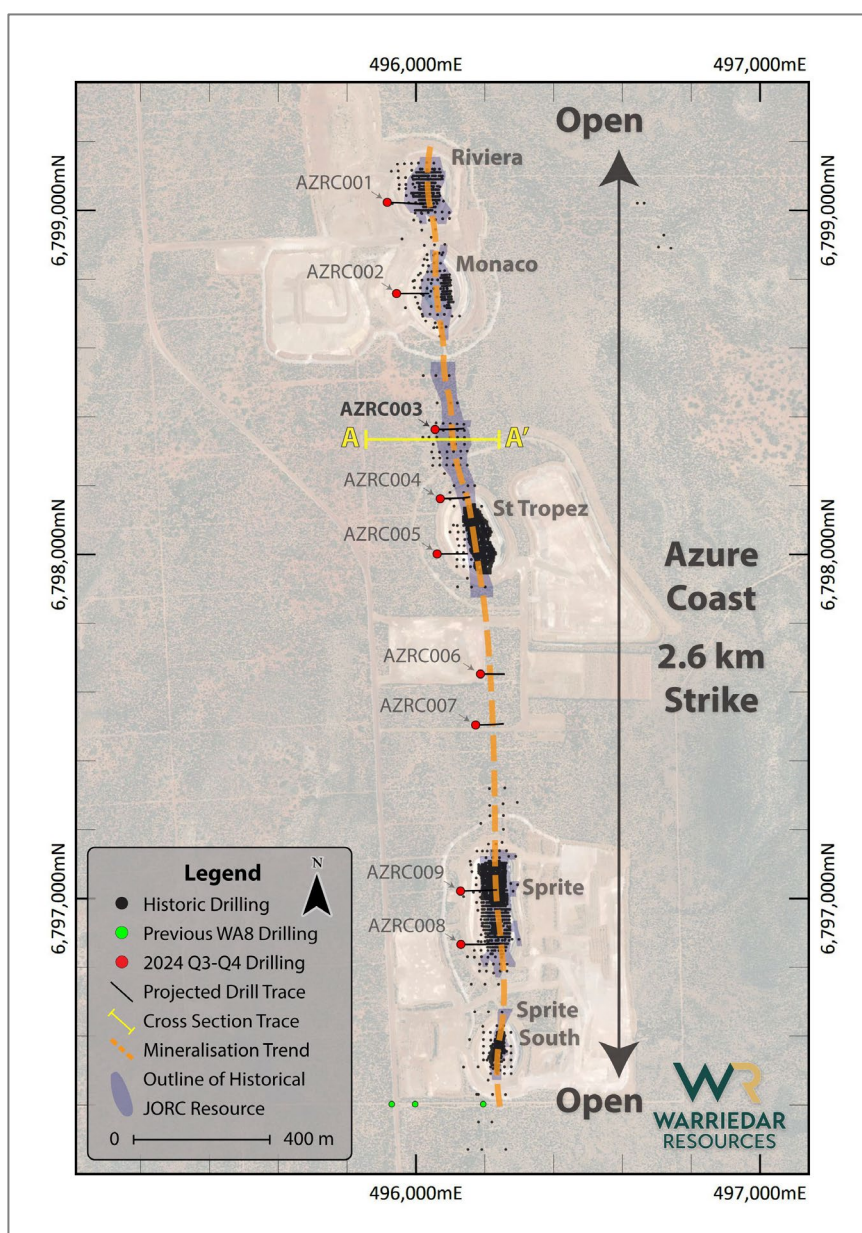 496,000mE
497,000mE
Open
Riviera
AZRC001
6,799,000mN
6,799,000mN
Monaco
AZRC002
AZRC003
A
A'
AZRC004
St Tropez
AZRC005
6,798,000mN
6,798,000mN
Azure
Coast
2.6 km
Strike
AZRC006
AZRC007
AZRC009
Sprite
6,797,000mN
6,797,000mN
AZRC008
Sprite
South
Open
Legend
N
Historic Drilling
Previous WA8 Drilling
2024 Q3-Q4 Drilling
Projected Drill Trace
Cross Section Trace
Mineralisation Trend
Outline of Historical
JORC Resource
0
400 m
WR
WARRIEDAR
RESOURCES
496,000mE
497,000mE